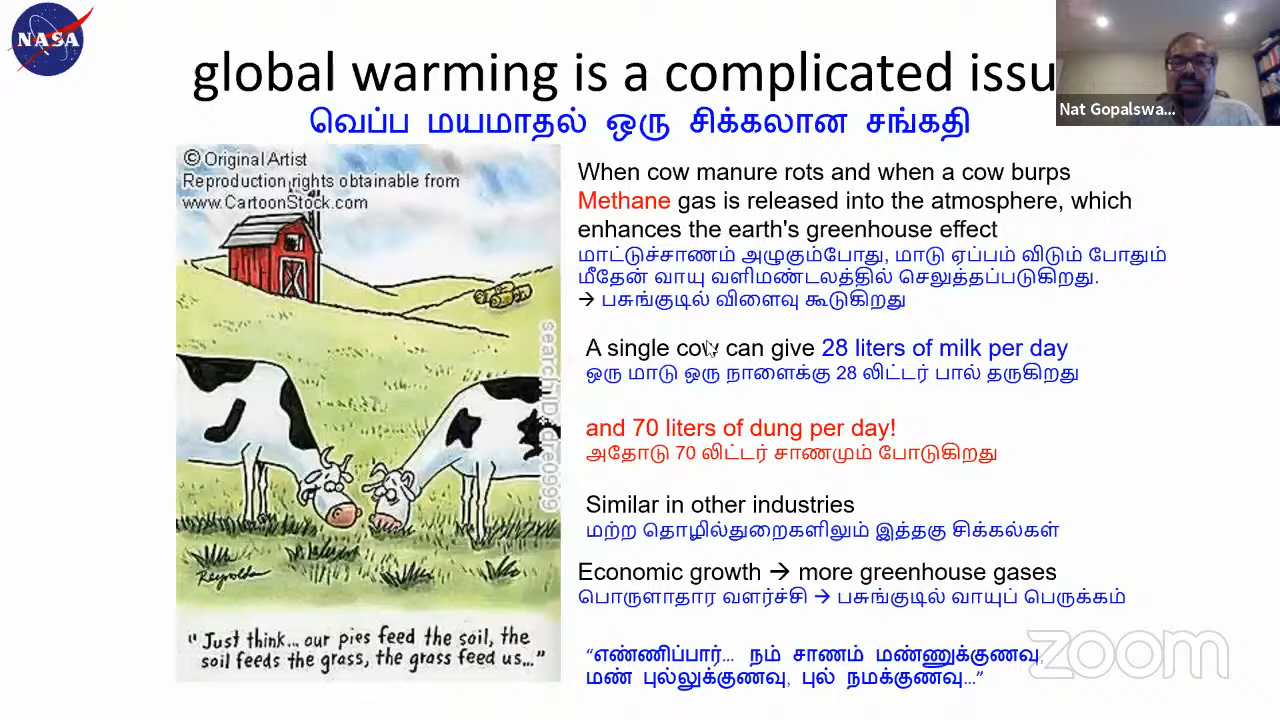 NASA
global warming is a complicated issu
வெப்ப மயமாதல் ஒரு சிக்கலான சங்கதி
Nat Gopalswa...
© Original Artist
Reproduction rights obtainable from
www.CartoonStock.com
search ID: dre0999
Reynolds
"Just think... our pies feed the soil, the
soil feeds the grass, the grass feed us..."
When cow manure rots and when a cow burps
Methane gas is released into the atmosphere, which
enhances the earth's greenhouse effect
மாட்டுச்சாணம் அழுகும்போது, மாடு ஏப்பம் விடும் போதும்
மீதேன் வாயு வளிமண்டலத்தில் செலுத்தப்படுகிறது.
→ பசுங்குடில் விளைவு கூடுகிறது
A single cow can give 28 liters of milk per day
ஒரு மாடு ஒரு நாளைக்கு 28 லிட்டர் பால் தருகிறது
and 70 liters of dung per day!
அதோடு 70 லிட்டர் சாணமும் போடுகிறது
Similar in other industries
மற்ற தொழில்துறைகளிலும் இத்தகு சிக்கல்கள்
Economic growth → more greenhouse gases
பொருளாதார வளர்ச்சி → பசுங்குடில் வாயுப் பெருக்கம்
"எண்ணிப்பார்... நம் சாணம் மண்ணுக்குணவு,
மண் புல்லுக்குணவு, புல் நமக்குணவு..."
zoom